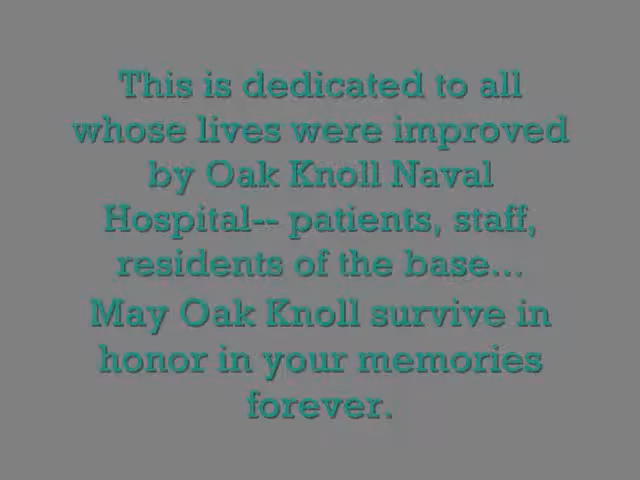 This is dedicated to all
whose lives were improved
by Oak Knoll Naval
Hospital-- patients, staff,
residents of the base...
May Oak Knoll survive in
honor in your memories
forever.